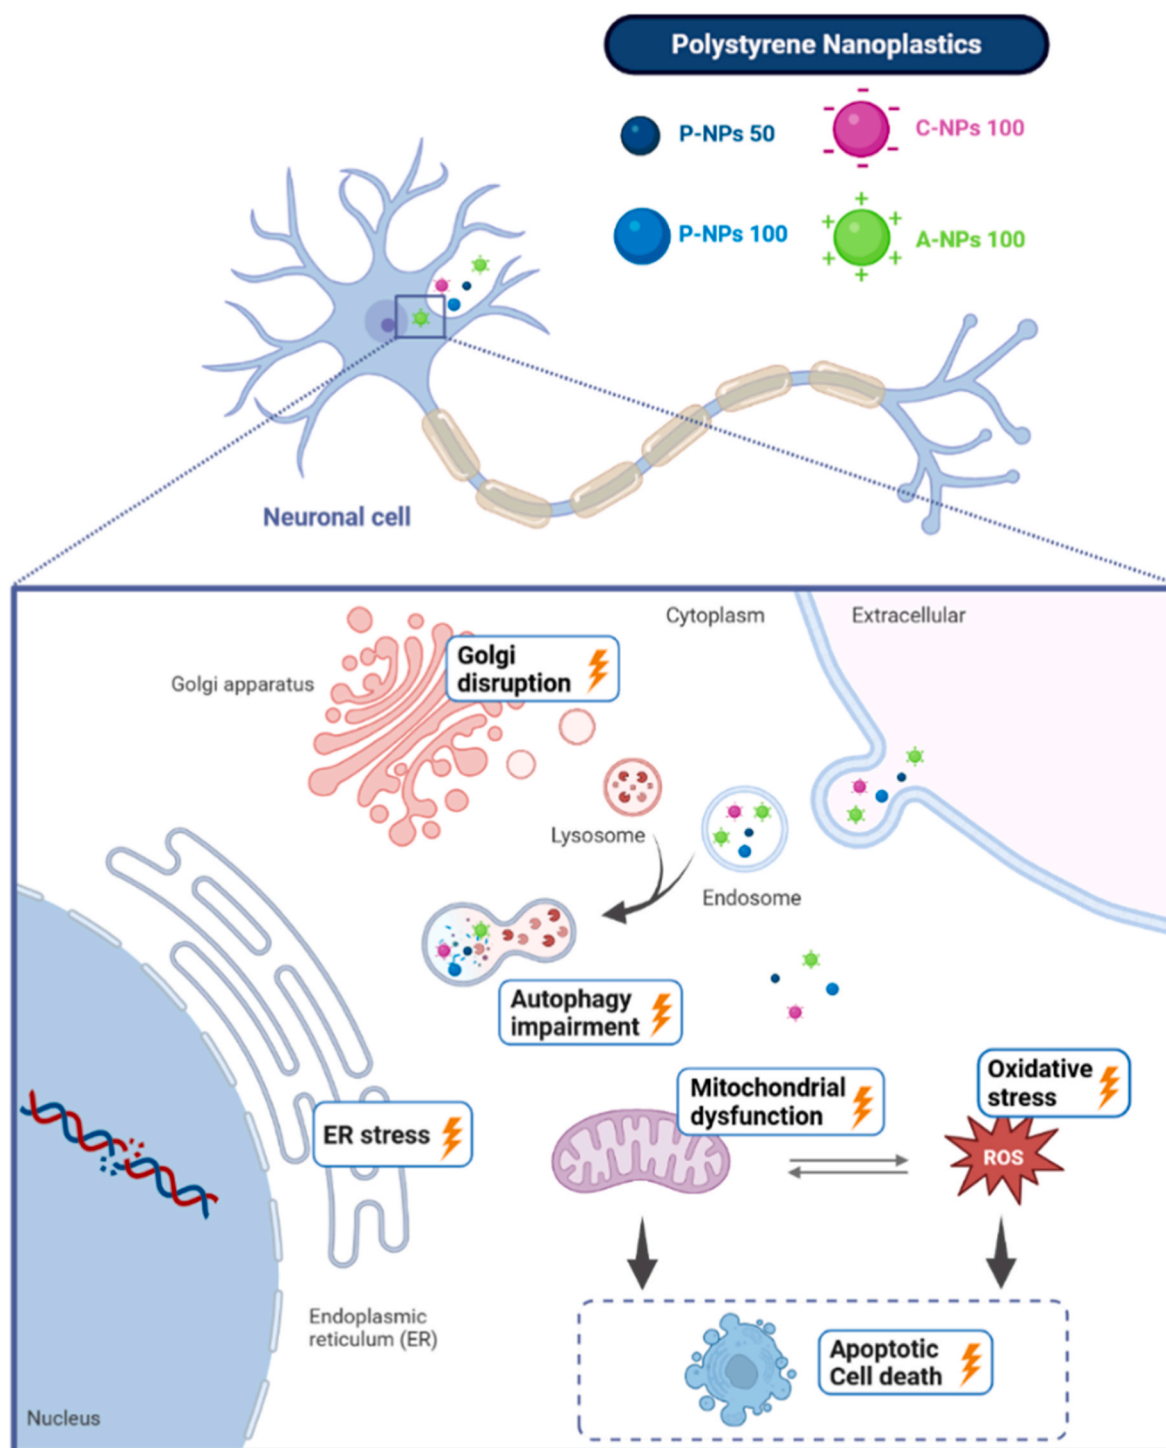 Polystyrene Nanoplastics
P-NPs 50
C-NPs 100
P-NPs 100
A-NPs 100
Neuronal cell
Cytoplasm
Extracellular
Golgi
disruption
Golgi apparatus
Lysosome
Endosome
Autophagy
impairment
Mitochondrial
dysfunction
Oxidative
stress
ER stress
ROS
Endoplasmic
reticulum (ER)
Apoptotic
Cell death
Nucleus